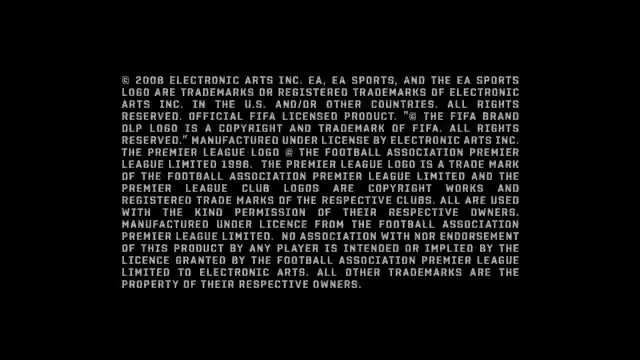 © 2008 ELECTRONIC ARTS INC. EA, EA SPORTS, AND THE EA SPORTS
LOGO ARE TRADEMARKS OR REGISTERED TRADEMARKS OF ELECTRONIC
ARTS INC. IN THE U.S. AND/OR OTHER COUNTRIES. ALL RIGHTS
RESERVED. OFFICIAL FIFA LICENSED PRODUCT. "© THE FIFA BRAND
OLP LOGO IS A COPYRIGHT AND TRADEMARK OF FIFA. ALL RIGHTS
RESERVED." MANUFACTURED UNDER LICENSE BY ELECTRONIC ARTS INC.
THE PREMIER LEAGUE LOGO © THE FOOTBALL ASSOCIATION PREMIER
LEAGUE LIMITED 1996. THE PREMIER LEAGUE LOGO IS A TRADE MARK
OF THE FOOTBALL ASSOCIATION PREMIER LEAGUE LIMITED AND THE
PREMIER LEAGUE CLUB LOGOS ARE COPYRIGHT WORKS AND
REGISTERED TRADE MARKS OF THE RESPECTIVE CLUBS. ALL ARE USED
WITH THE KIND PERMISSION OF THEIR RESPECTIVE OWNERS.
MANUFACTURED UNDER LICENCE FROM THE FOOTBALL ASSOCIATION
PREMIER LEAGUE LIMITED. NO ASSOCIATION WITH NOR ENDORSEMENT
OF THIS PRODUCT BY ANY PLAYER IS INTENDED OR IMPLIED BY THE
LICENCE GRANTED BY THE FOOTBALL ASSOCIATION PREMIER LEAGUE
LIMITED TO ELECTRONIC ARTS. ALL OTHER TRADEMARKS ARE THE
PROPERTY OF THEIR RESPECTIVE OWNERS.